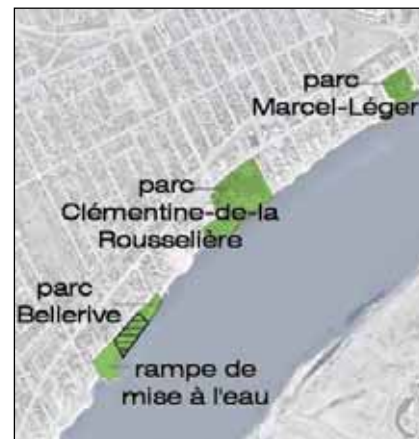 parc
Marcel-Léger
parc
Clémentine-de-la
Rousselière
parc
Bellerive
rampe de
mise à l'eau